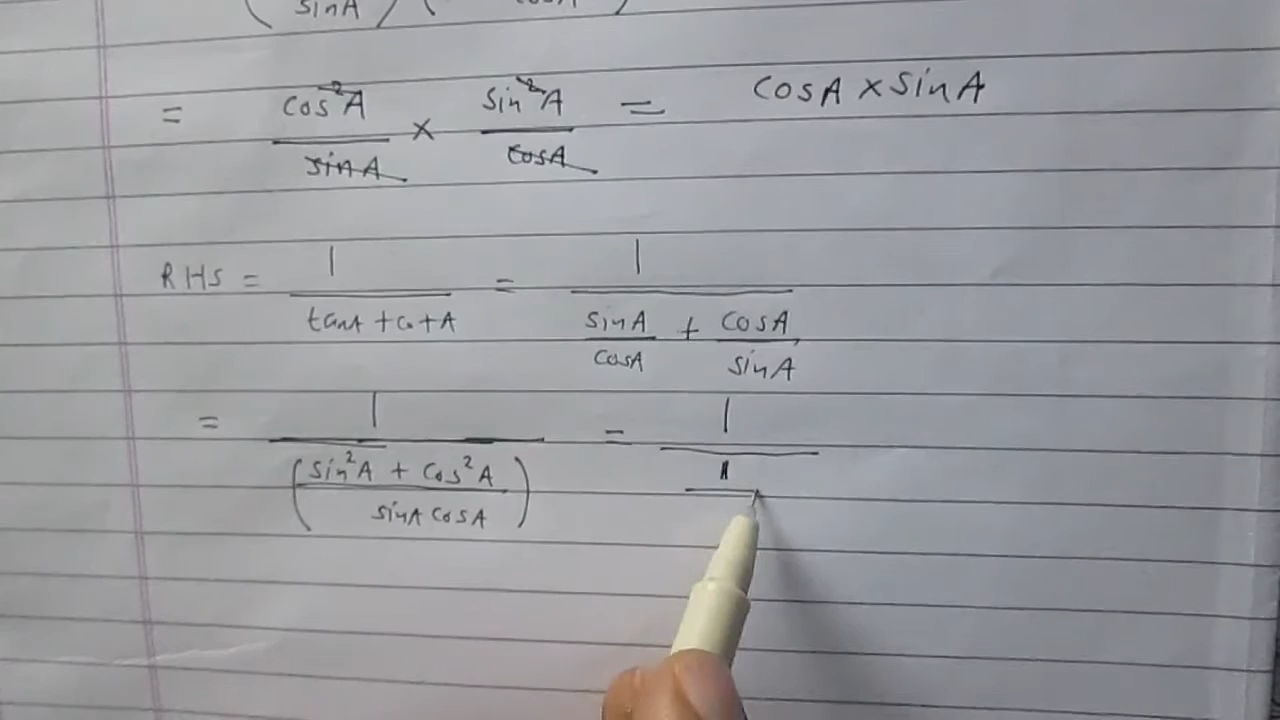 sinA
= cos²A / sinA × sin²A / cosA = cosA × sinA
RHS = 1 / tanA + cotA = 1 / sinA / cosA + cosA / sinA
= 1 / (sin²A + cos²A / sinA cosA) = 1 / 1